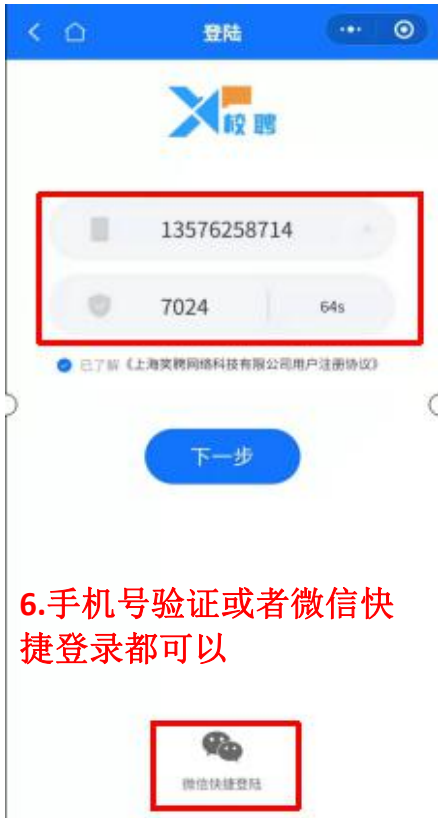 登陆
校聘
13576258714
7024 64s
已了解《上海笑聘网络科技有限公司用户注册协议》
下一步
6.手机号验证或者微信快
捷登录都可以
微信快捷登陆